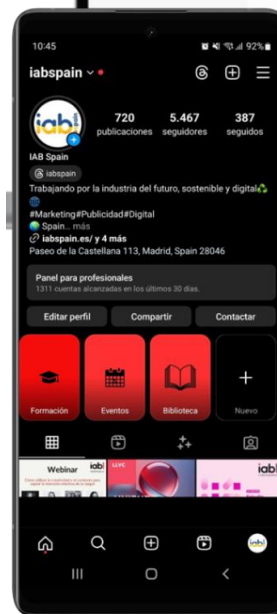 10:45
92%
iabspain
iab
720
publicaciones
5.467
seguidores
387
seguidos
IAB Spain
iabspain
Trabajando por la industria del futuro, sostenible y digital
#Marketing#Publicidad#Digital
Spain... más
iabspain.es/ y 4 más
Paseo de la Castellana 113, Madrid, Spain 28046
Panel para profesionales
1311 cuentas alcanzadas en los últimos 30 días.
Editar perfil
Compartir
Contactar
Formación
Eventos
Biblioteca
Nuevo
Webinar
iab
LLYC
iab
iab